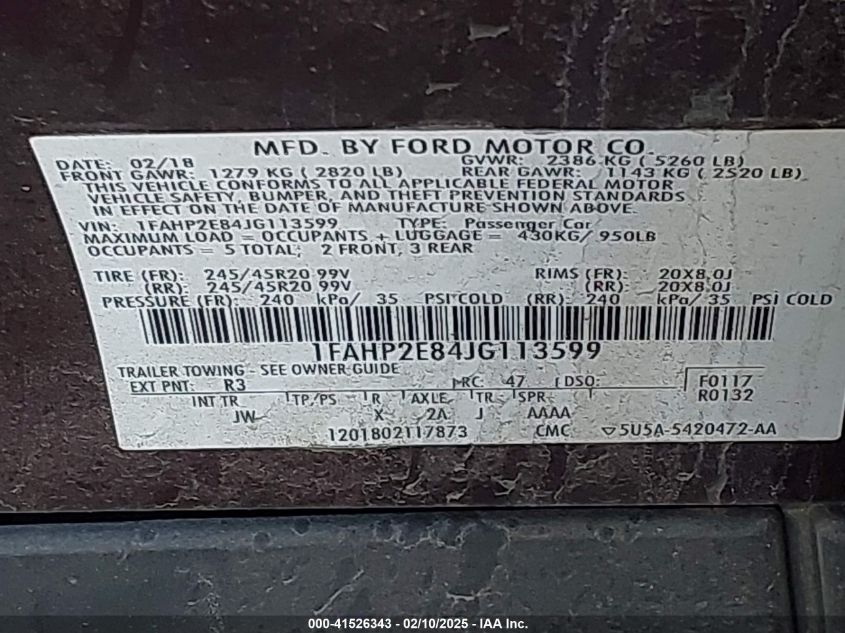 MFD. BY FORD MOTOR CO.
DATE: 02/18 GVWR: 2386 KG ( 5260 LB)
FRONT GAWR: 1279 KG ( 2820 LB) REAR GAWR: 1143 KG ( 2520 LB)
THIS VEHICLE CONFORMS TO ALL APPLICABLE FEDERAL MOTOR
VEHICLE SAFETY, BUMPER, AND THEFT PREVENTION STANDARDS
IN EFFECT ON THE DATE OF MANUFACTURE SHOWN ABOVE.
VIN: 1FAHP2E84JG113599 TYPE: Passenger Car
MAXIMUM LOAD = OCCUPANTS + LUGGAGE = 430KG/ 950LB
OCCUPANTS = 5 TOTAL; 2 FRONT, 3 REAR
TIRE (FR): 245/45R20 99V RIMS (FR): 20X8.0J
(RR): 245/45R20 99V (RR): 20X8.0J
PRESSURE (FR): 240 kPa/ 35 PSI COLD (RR): 240 kPa/ 35 PSI COLD
1FAHP2E84JG113599
TRAILER TOWING - SEE OWNER GUIDE
EXT PNT: R3 RC: 47 DSO: F0117
INT TR TP/PS R AXLE TR SPR R0132
JW X 2A J AAAA
1201802117873 CMC ▽5U5A-5420472-AA
000-41526343 / 02/10/2025 - IAA Inc.